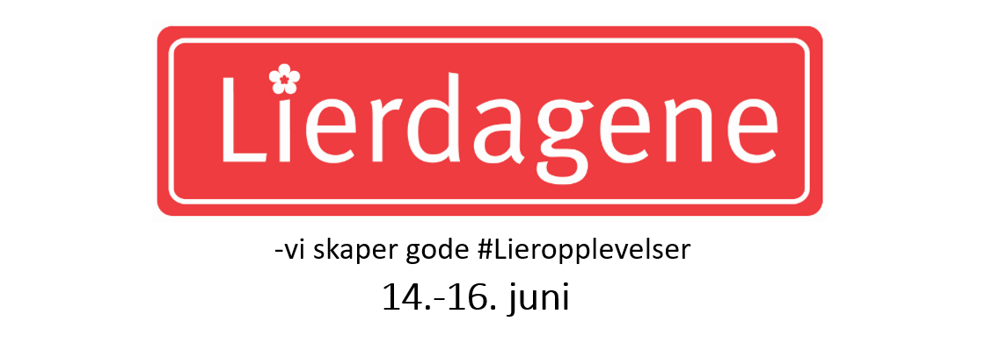 Lierdagene
-vi skaper gode #Lieropplevelser
14.-16. juni